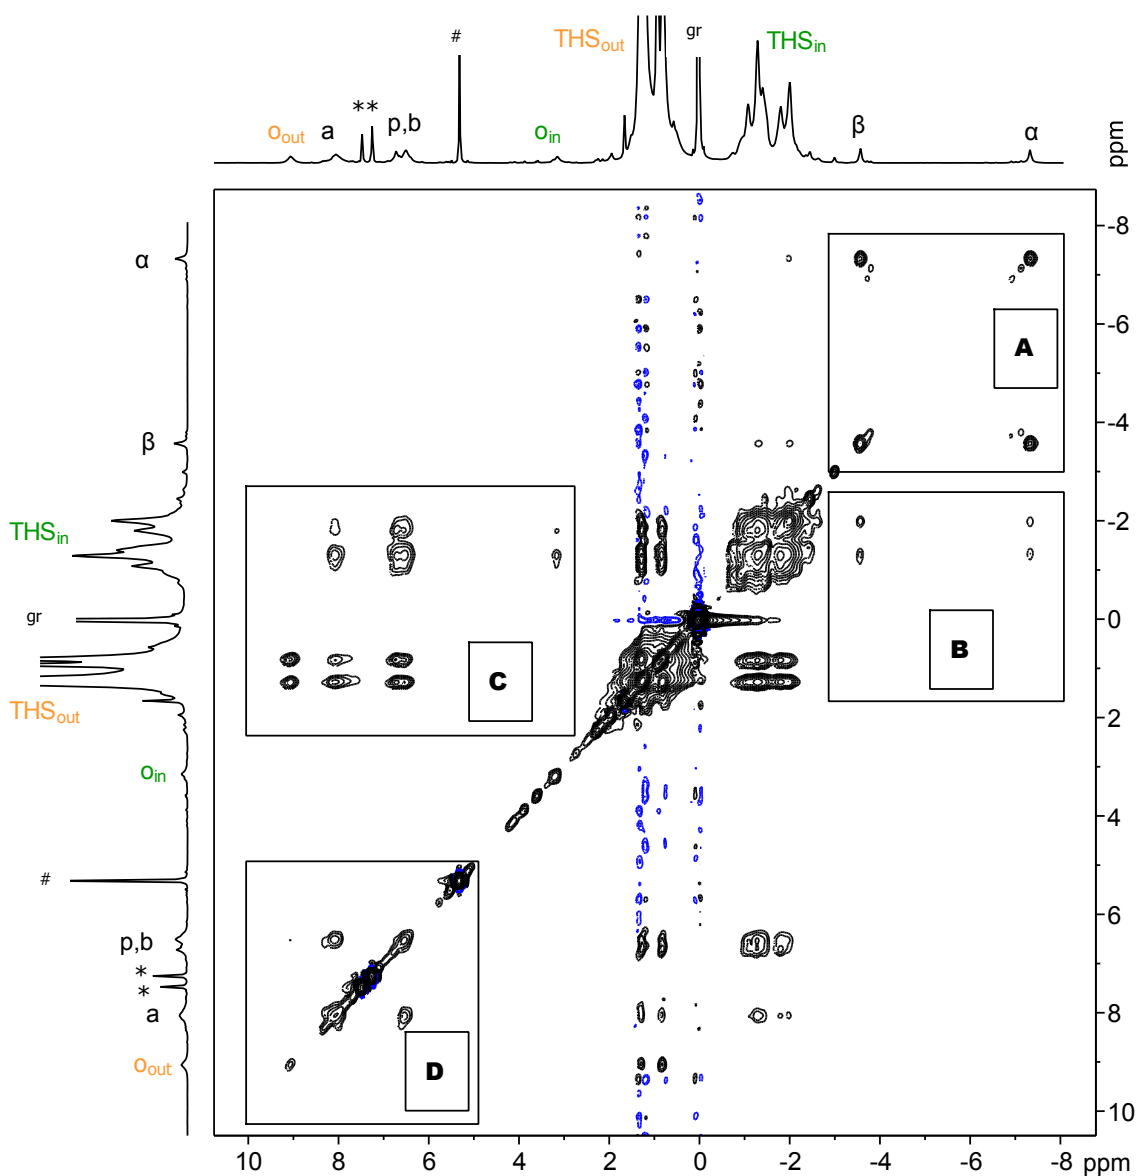 #
THSout
gr
THSin
oout
a
**
p,b
oin
β
α
ppm
α
β
THSin
gr
THSout
oin
#
p,b
*
*
a
oout
A
B
C
D
-8
-6
-4
-2
0
2
4
6
8
10
10 8 6 4 2 0 -2 -4 -6 -8 ppm